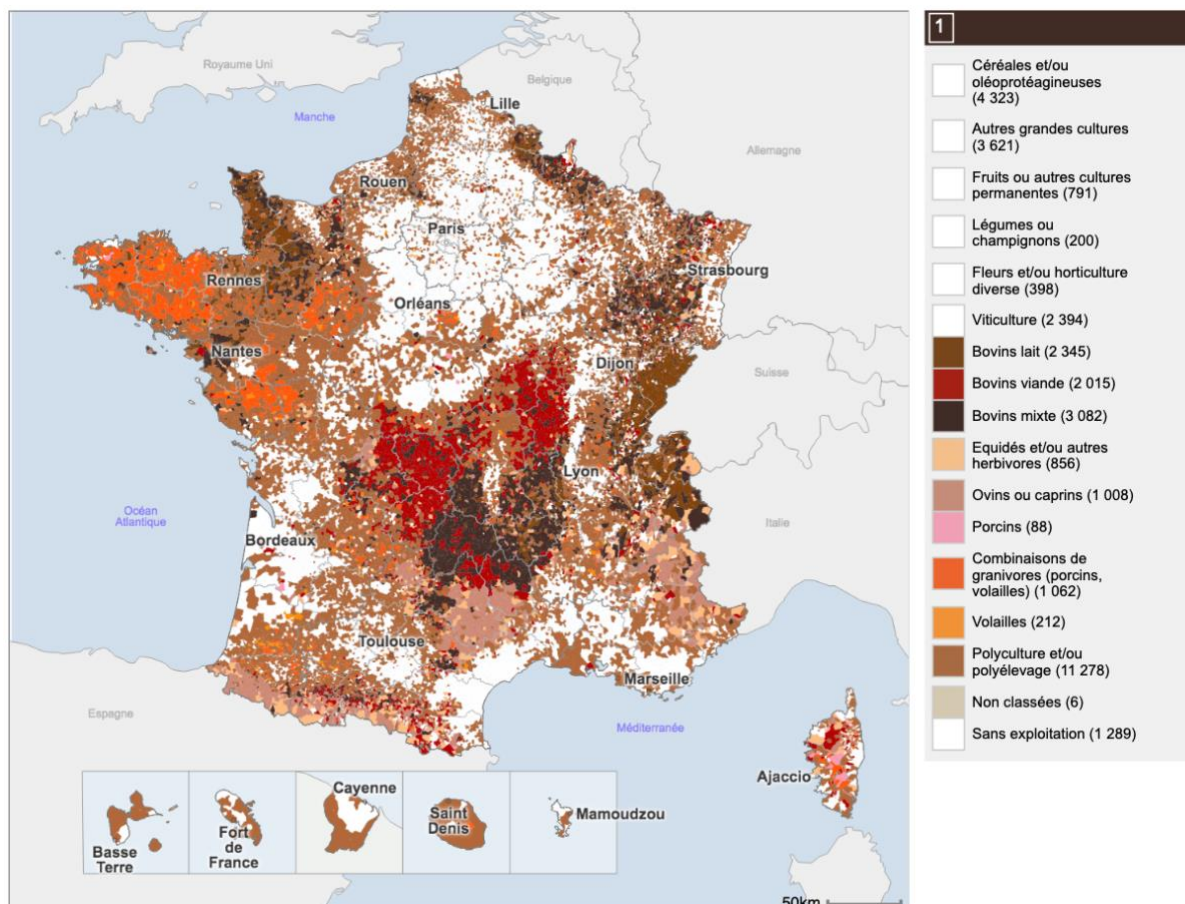 Royaume Uni
Belgique
Lille
Manche
Allemagne
Rouen
Paris
Strasbourg
Rennes
Orléans
Nantes
Dijon
Suisse
Lyon
Océan
Atlantique
Italie
Bordeaux
Toulouse
Marseille
Espagne
Méditerranée
Ajaccio
Cayenne
Saint
Denis
Mamoudzou
Fort
de
France
Basse
Terre
50km
1
Céréales et/ou
oléoprotéagineuses
(4 323)
Autres grandes cultures
(3 621)
Fruits ou autres cultures
permanentes (791)
Légumes ou
champignons (200)
Fleurs et/ou horticulture
diverse (398)
Viticulture (2 394)
Bovins lait (2 345)
Bovins viande (2 015)
Bovins mixte (3 082)
Equidés et/ou autres
herbivores (856)
Ovins ou caprins (1 008)
Porcins (88)
Combinaisons de
granivores (porcins,
volailles) (1 062)
Volailles (212)
Polyculture et/ou
polyélevage (11 278)
Non classées (6)
Sans exploitation (1 289)